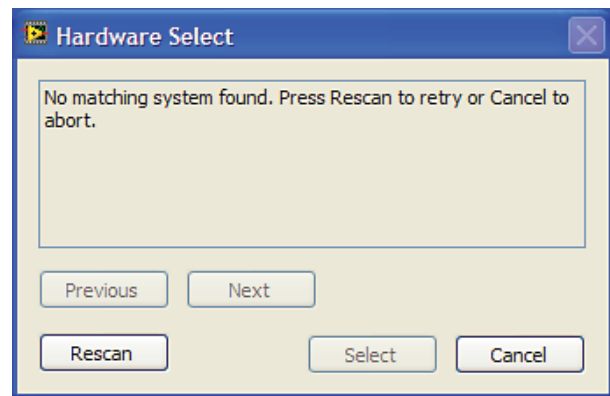 Hardware Select
No matching system found. Press Rescan to retry or Cancel to
abort.
Previous Next
Rescan Select Cancel